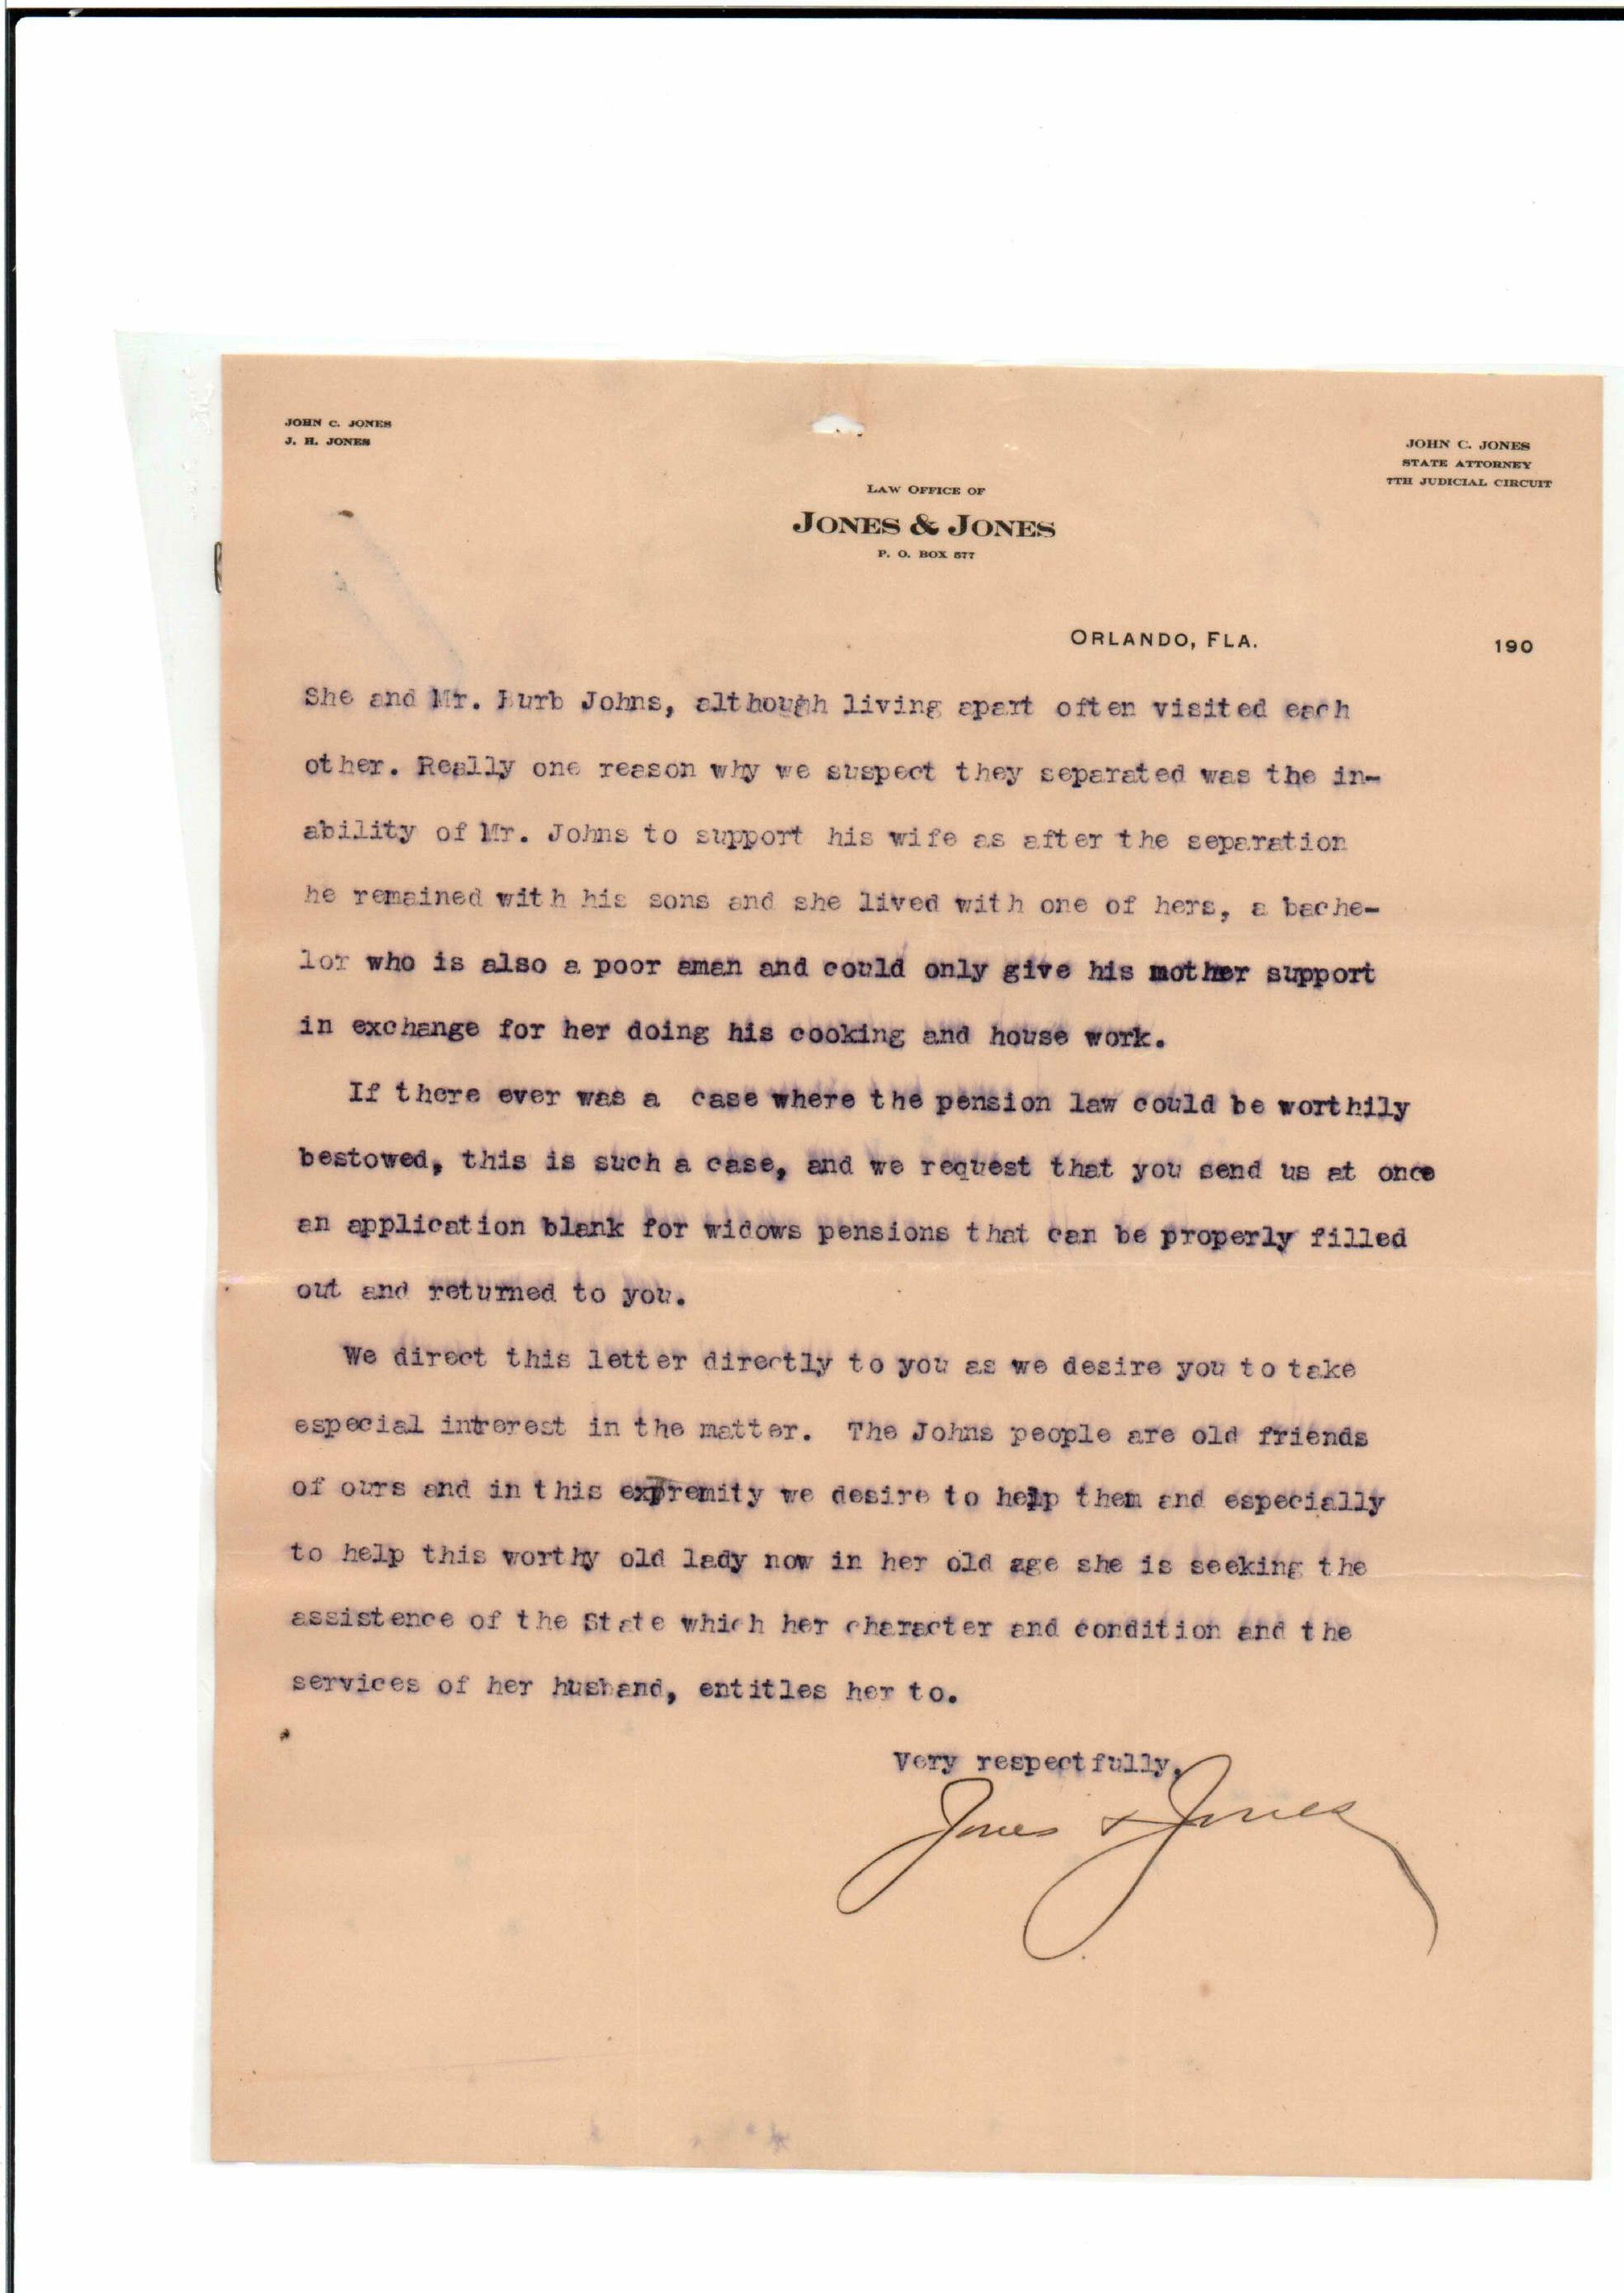 JOHN C. JONES
J. H. JONES
JOHN C. JONES
STATE ATTORNEY
7TH JUDICIAL CIRCUIT
LAW OFFICE OF
JONES & JONES
P. O. BOX 577
ORLANDO, FLA. 190
She and Mr. Burb Johns, although living apart often visited each
other. Really one reason why we suspect they separated was the in-
ability of Mr. Johns to support his wife as after the separation
he remained with his sons and she lived with one of hers, a bache-
lor who is also a poor aman and could only give his mother support
in exchange for her doing his cooking and house work.
If there ever was a case where the pension law could be worthily
bestowed, this is such a case, and we request that you send us at once
an application blank for widows pensions that can be properly filled
out and returned to you.
We direct this letter directly to you as we desire you to take
especial interest in the matter. The Johns people are old friends
of ours and in this extremity we desire to help them and especially
to help this worthy old lady now in her old age she is seeking the
assistence of the State which her character and condition and the
services of her husband, entitles her to.
Very respectfully,
Jones & Jones